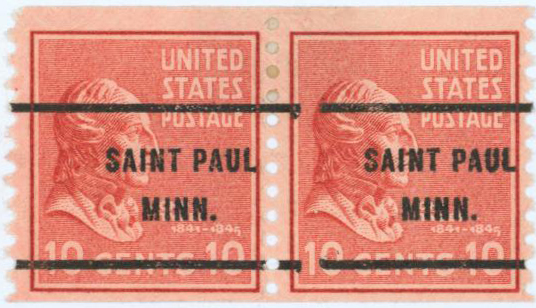 UNITED
STATES
POSTAGE
SAINT PAUL
MINN.
1841-1845
10 CENTS 10
UNITED
STATES
POSTAGE
SAINT PAUL
MINN.
1841-1845
10 CENTS 10